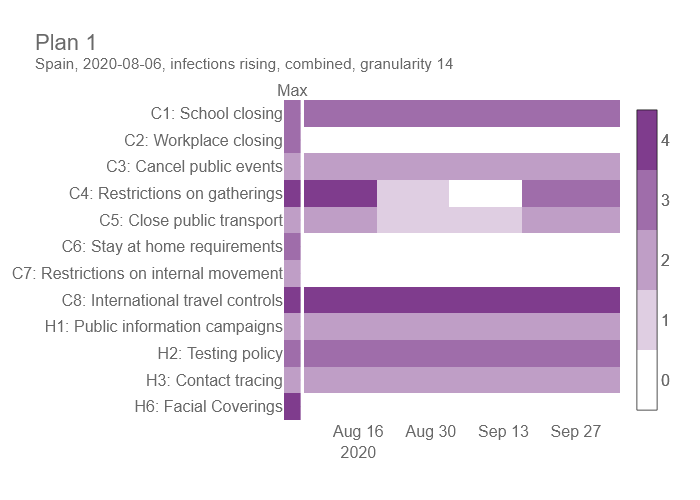 Plan 1
Spain, 2020-08-06, infections rising, combined, granularity 14
Max
C1: School closing
C2: Workplace closing
C3: Cancel public events
C4: Restrictions on gatherings
C5: Close public transport
C6: Stay at home requirements
C7: Restrictions on internal movement
C8: International travel controls
H1: Public information campaigns
H2: Testing policy
H3: Contact tracing
H6: Facial Coverings
4
3
2
1
0
Aug 16 Aug 30 Sep 13 Sep 27
2020